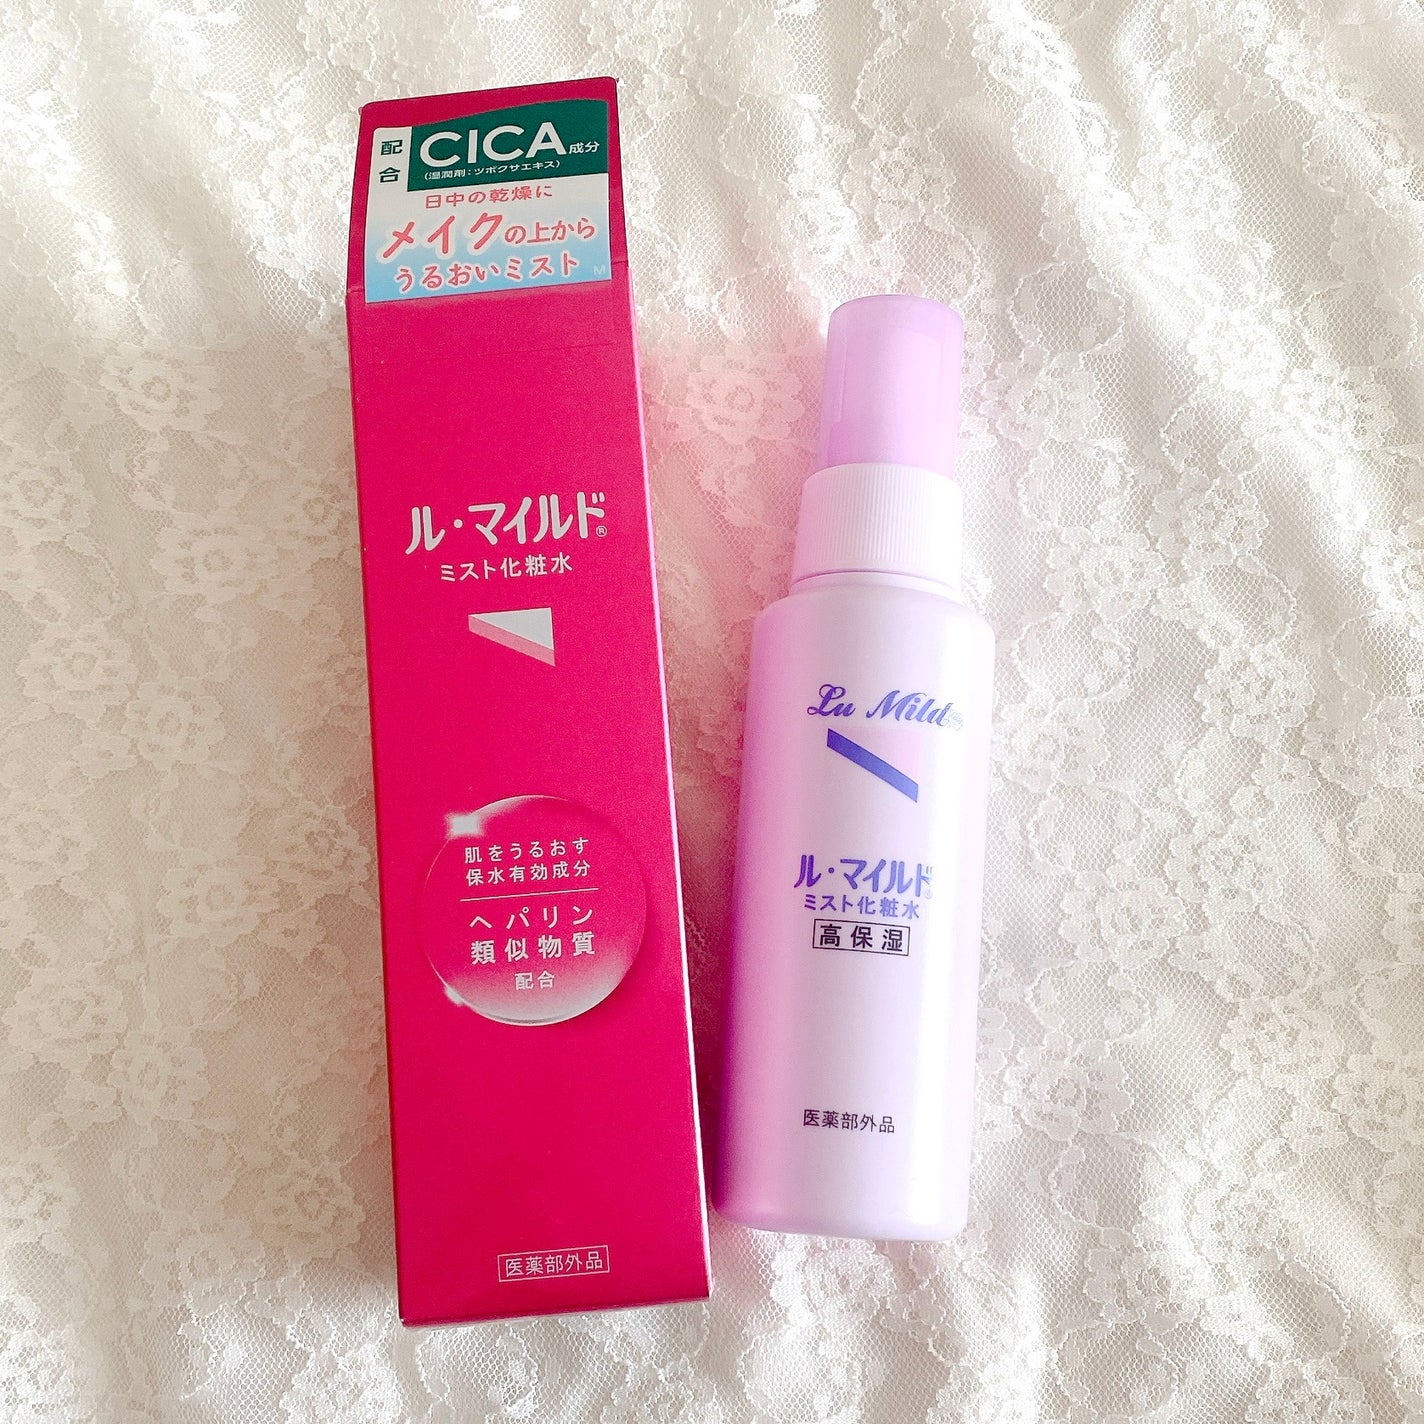 配合
CICA成分
(湿潤剤:ツボクサエキス)
日中の乾燥に
メイクの上から
うるおいミスト
M
ル・マイルド®
ミスト化粧水
肌をうるおす
保水有効成分
ヘパリン
類似物質
配合
医薬部外品
Lu Mild®
ル・マイルド®
ミスト化粧水
高保湿
医薬部外品